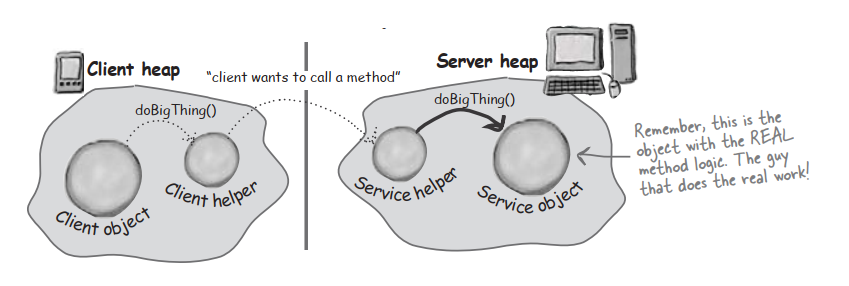 Client heap
"client wants to call a method"
Server heap
doBigThing()
doBigThing()
Client object
Client helper
Service helper
Service object
Remember, this is the
object with the REAL
method logic. The guy
that does the real work!